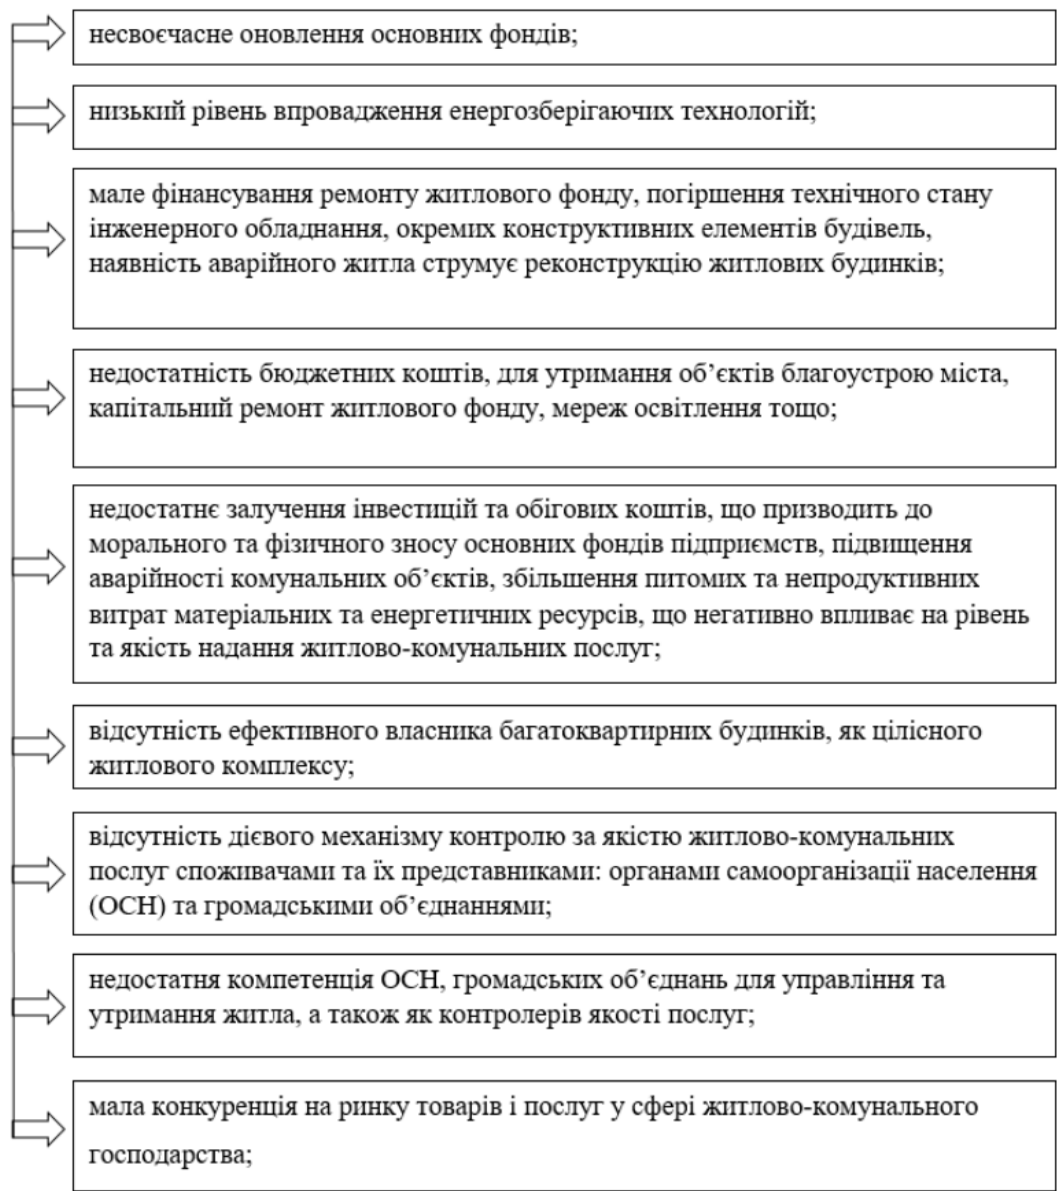 несвоєчасне оновлення основних фондів;
низький рівень впровадження енергозберігаючих технологій;
мале фінансування ремонту житлового фонду, погіршення технічного стану
інженерного обладнання, окремих конструктивних елементів будівель,
наявність аварійного житла струмує реконструкцію житлових будинків;
недостатність бюджетних коштів, для утримання об’єктів благоустрою міста,
капітальний ремонт житлового фонду, мереж освітлення тощо;
недостатнє залучення інвестицій та обігових коштів, що призводить до
морального та фізичного зносу основних фондів підприємств, підвищення
аварійності комунальних об’єктів, збільшення питомих та непродуктивних
витрат матеріальних та енергетичних ресурсів, що негативно впливає на рівень
та якість надання житлово-комунальних послуг;
відсутність ефективного власника багатоквартирних будинків, як цілісного
житлового комплексу;
відсутність дієвого механізму контролю за якістю житлово-комунальних
послуг споживачами та їх представниками: органами самоорганізації населення
(ОСН) та громадськими об’єднаннями;
недостатня компетенція ОСН, громадських об’єднань для управління та
утримання житла, а також як контролерів якості послуг;
мала конкуренція на ринку товарів і послуг у сфері житлово-комунального
господарства;